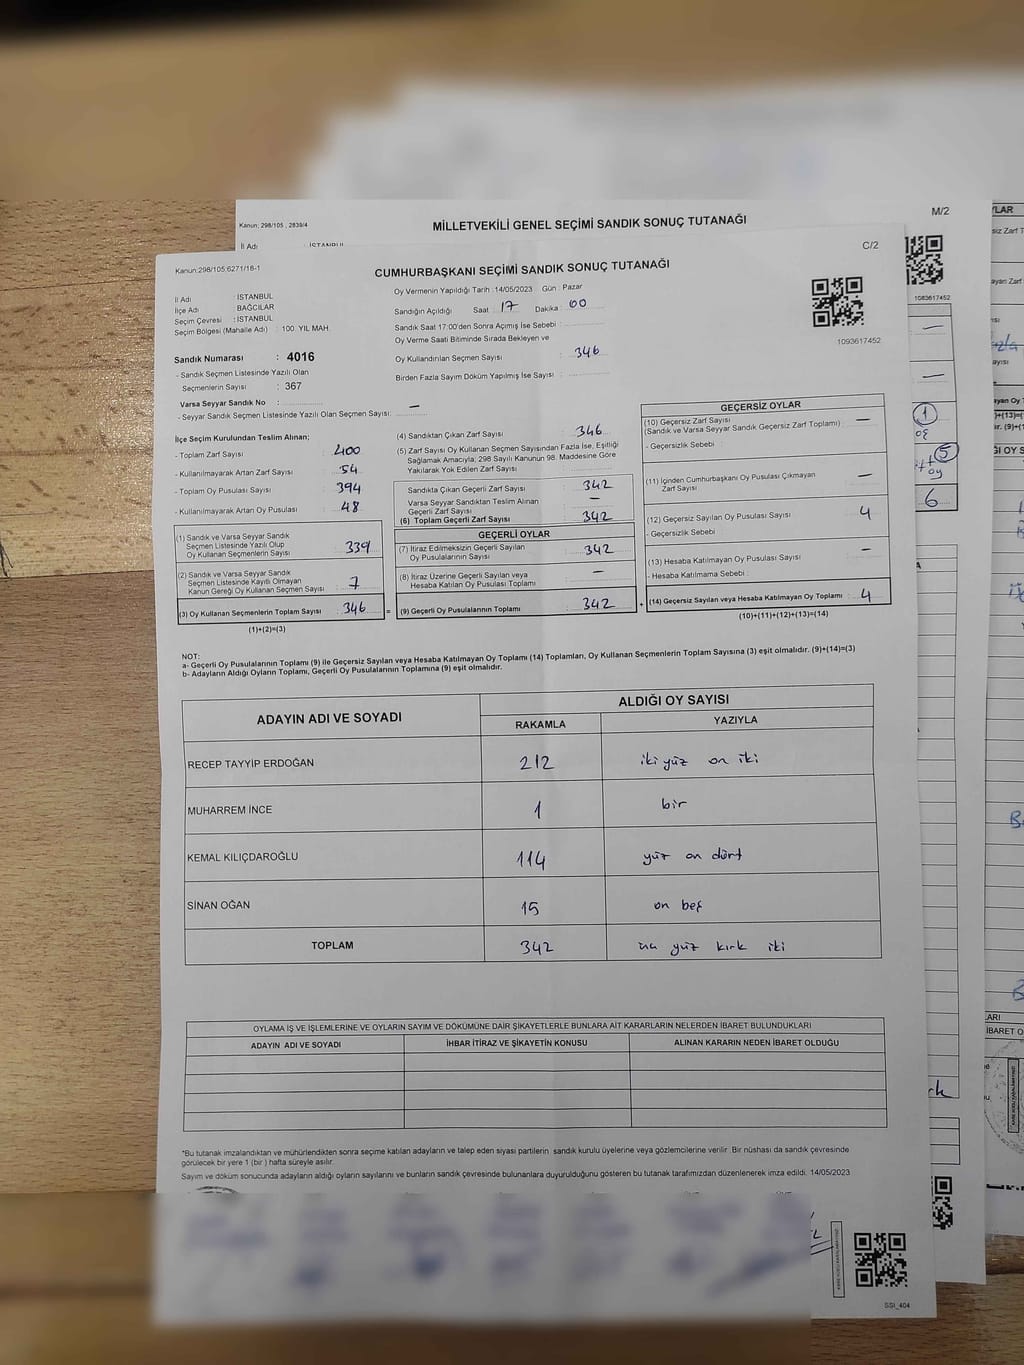 Kanun: 298/105 , 2839/4
MİLLETVEKİLİ GENEL SEÇİMİ SANDIK SONUÇ TUTANAĞI
M/2
İl Adı : İSTANBUL
1083617452
Kanun:298/105;6271/16-1
CUMHURBAŞKANI SEÇİMİ SANDIK SONUÇ TUTANAĞI
C/2
İl Adı : İSTANBUL
İlçe Adı : BAĞCILAR
Seçim Çevresi : İSTANBUL
Seçim Bölgesi (Mahalle Adı) : 100. YIL MAH.
Oy Vermenin Yapıldığı Tarih :14/05/2023 Gün : Pazar
Sandığın Açıldığı Saat : 17 Dakika : 00
Sandık Saat 17:00'den Sonra Açılmış İse Sebebi :
Oy Verme Saati Bitiminde Sırada Bekleyen ve
Oy Kullandırılan Seçmen Sayısı : 346
Birden Fazla Sayım Döküm Yapılmış İse Sayısı :
1093617452
Sandık Numarası : 4016
- Sandık Seçmen Listesinde Yazılı Olan
Seçmenlerin Sayısı : 367
Varsa Seyyar Sandık No :
- Seyyar Sandık Seçmen Listesinde Yazılı Olan Seçmen Sayısı: —
İlçe Seçim Kurulundan Teslim Alınan;
- Toplam Zarf Sayısı : 400
- Kullanılmayarak Artan Zarf Sayısı : 54
- Toplam Oy Pusulası Sayısı : 394
- Kullanılmayarak Artan Oy Pusulası : 48
(1) Sandık ve Varsa Seyyar Sandık
Seçmen Listesinde Yazılı Olup
Oy Kullanan Seçmenlerin Sayısı : 339
(2) Sandık ve Varsa Seyyar Sandık
Seçmen Listesinde Kayıtlı Olmayan
Kanun Gereği Oy Kullanan Seçmen Sayısı : 7
(3) Oy Kullanan Seçmenlerin Toplam Sayısı : 346 =
(1)+(2)=(3)
(4) Sandıktan Çıkan Zarf Sayısı : 346
(5) Zarf Sayısı Oy Kullanan Seçmen Sayısından Fazla İse, Eşitliği
Sağlamak Amacıyla; 298 Sayılı Kanunun 98. Maddesine Göre
Yakılarak Yok Edilen Zarf Sayısı :
Sandıkta Çıkan Geçerli Zarf Sayısı : 342
Varsa Seyyar Sandıktan Teslim Alınan
Geçerli Zarf Sayısı : —
(6) Toplam Geçerli Zarf Sayısı : 342
GEÇERLİ OYLAR
(7) İtiraz Edilmeksizin Geçerli Sayılan
Oy Pusulalarının Sayısı : 342
(8) İtiraz Üzerine Geçerli Sayılan veya
Hesaba Katılan Oy Pusulası Toplamı : —
(9) Geçerli Oy Pusulalarının Toplamı : 342 +
GEÇERSİZ OYLAR
(10) Geçersiz Zarf Sayısı : —
(Sandık ve Varsa Seyyar Sandık Geçersiz Zarf Toplamı)
- Geçersizlik Sebebi :
(11) İçinden Cumhurbaşkanı Oy Pusulası Çıkmayan
Zarf Sayısı : —
(12) Geçersiz Sayılan Oy Pusulası Sayısı : 4
- Geçersizlik Sebebi :
(13) Hesaba Katılmayan Oy Pusulası Sayısı : —
- Hesaba Katılmama Sebebi :
(14) Geçersiz Sayılan veya Hesaba Katılmayan Oy Toplamı : 4
(10)+(11)+(12)+(13)=(14)
NOT:
a- Geçerli Oy Pusulalarının Toplamı (9) ile Geçersiz Sayılan veya Hesaba Katılmayan Oy Toplamı (14) Toplamları, Oy Kullanan Seçmenlerin Toplam Sayısına (3) eşit olmalıdır. (9)+(14)=(3)
b- Adayların Aldığı Oyların Toplamı, Geçerli Oy Pusulalarının Toplamına (9) eşit olmalıdır.
ADAYIN ADI VE SOYADI
ALDIĞI OY SAYISI
RAKAMLA YAZIYLA
RECEP TAYYİP ERDOĞAN 212 iki yüz on iki
MUHARREM İNCE 1 bir
KEMAL KILIÇDAROĞLU 114 yüz on dört
SİNAN OĞAN 15 on beş
TOPLAM 342 üç yüz kırk iki
OYLAMA İŞ VE İŞLEMLERİNE VE OYLARIN SAYIM VE DÖKÜMÜNE DAİR ŞİKAYETLERLE BUNLARA AİT KARARLARIN NELERDEN İBARET BULUNDUKLARI
ADAYIN ADI VE SOYADI İHBAR İTİRAZ VE ŞİKAYETİN KONUSU ALINAN KARARIN NEDEN İBARET OLDUĞU
*Bu tutanak imzalandıktan ve mühürlendikten sonra seçime katılan adayların ve talep eden siyasi partilerin sandık kurulu üyelerine veya gözlemcilerine verilir. Bir nüshası da sandık çevresinde
görülecek bir yere 1 (bir ) hafta süreyle asılır.
Sayım ve döküm sonucunda adayların aldığı oyların sayılarını ve bunların sandık çevresinde bulunanlara duyurulduğunu gösteren bu tutanak tarafımızdan düzenlenerek imza edildi. 14/05/2023
SSI_404